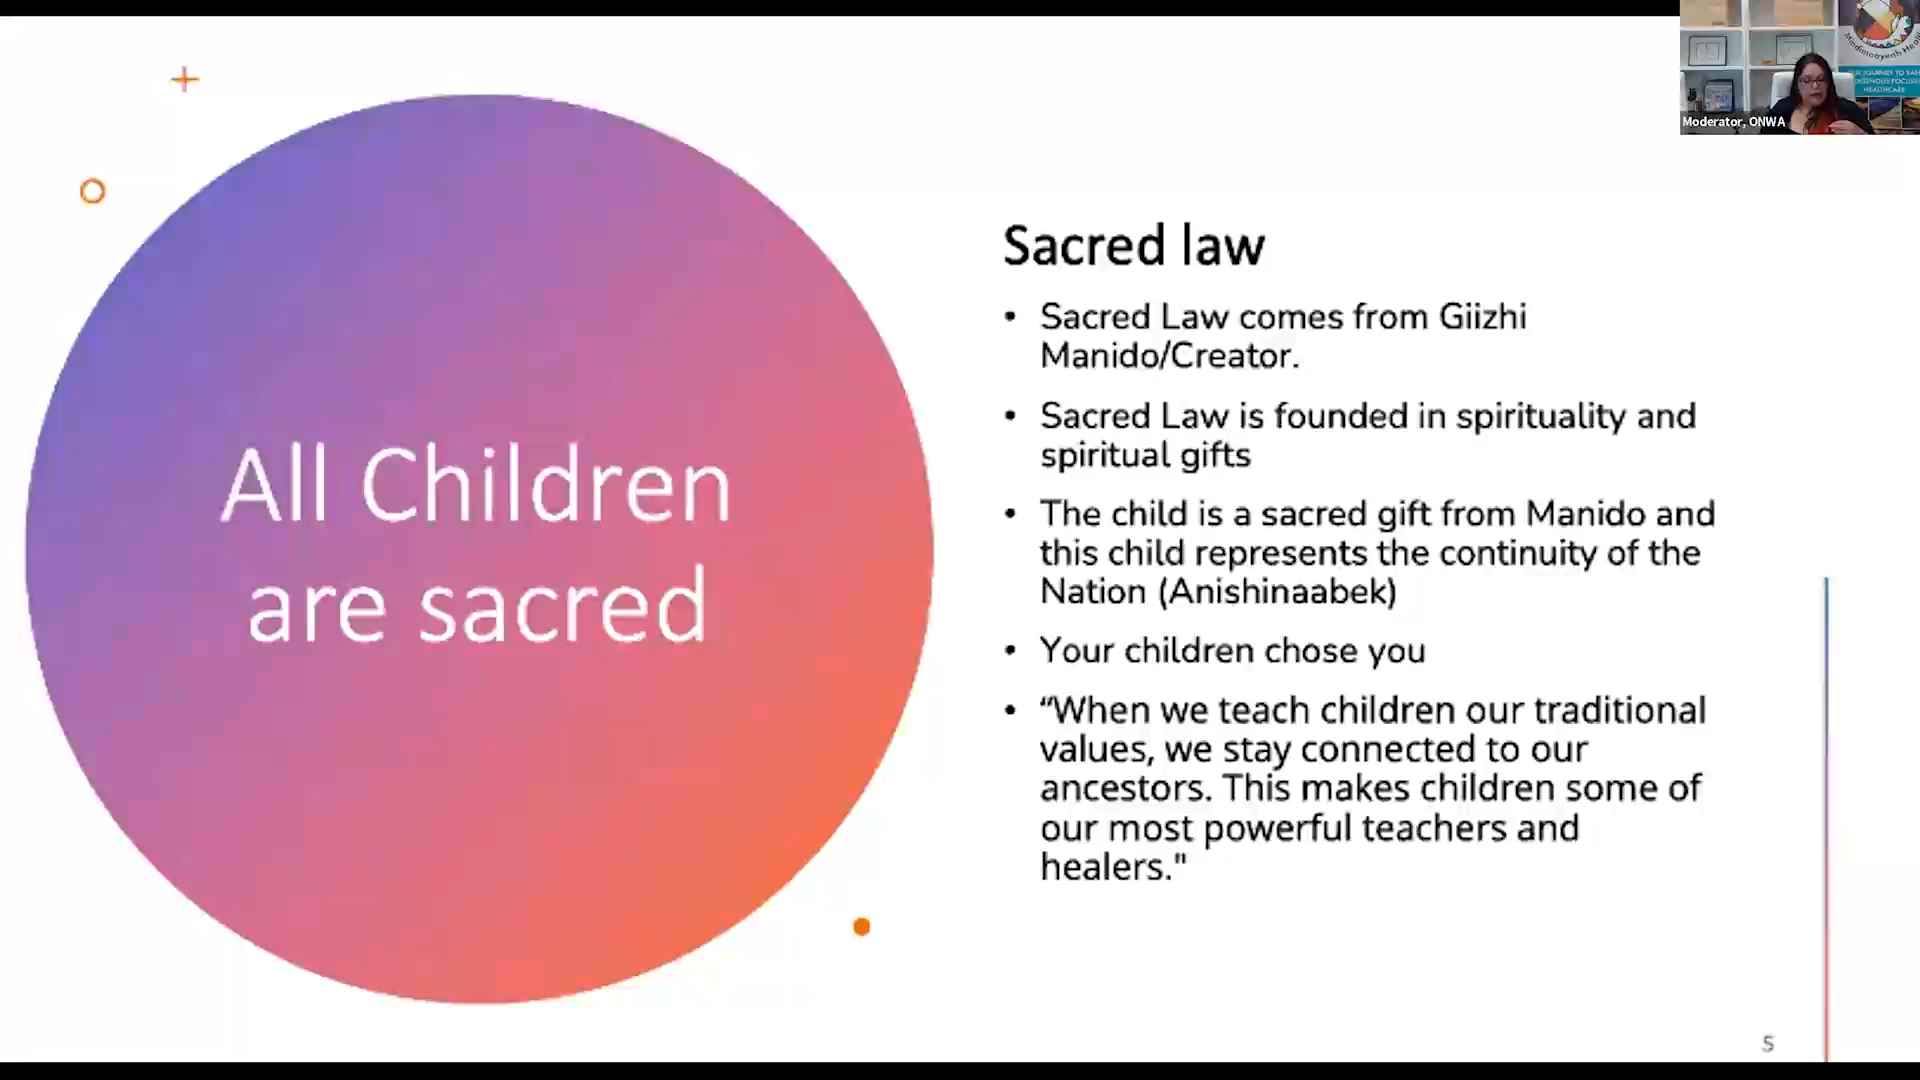 All Children
are sacred
Sacred law
• Sacred Law comes from Giizhi
Manido/Creator.
• Sacred Law is founded in spirituality and
spiritual gifts
• The child is a sacred gift from Manido and
this child represents the continuity of the
Nation (Anishinaabek)
• Your children chose you
• “When we teach children our traditional
values, we stay connected to our
ancestors. This makes children some of
our most powerful teachers and
healers."
5
Moderator, ONWA
HEALTHCARE